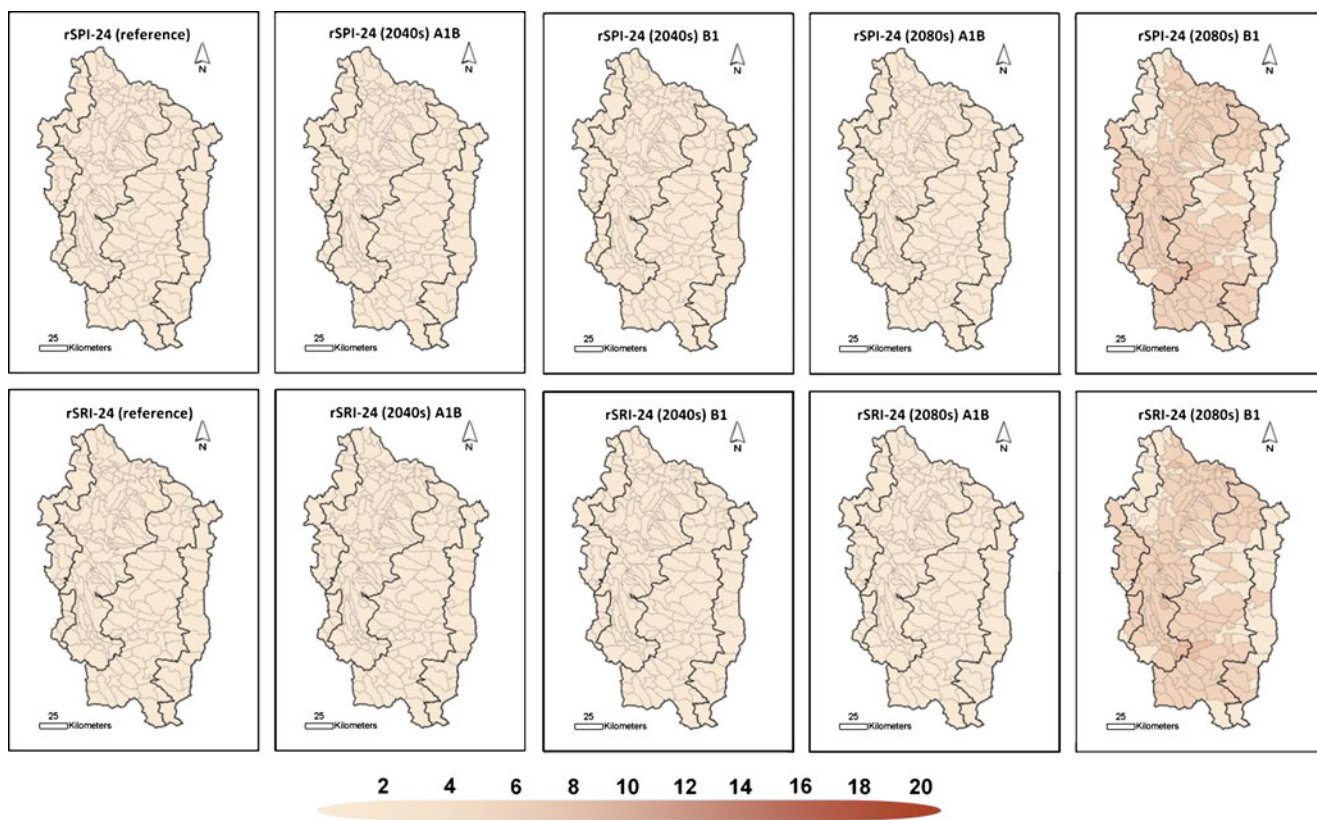 rSPI-24 (reference)
N
25
Kilometers
rSPI-24 (2040s) A1B
N
25
Kilometers
rSPI-24 (2040s) B1
N
25
Kilometers
rSPI-24 (2080s) A1B
N
25
Kilometers
rSPI-24 (2080s) B1
N
25
Kilometers
rSRI-24 (reference)
N
25
Kilometers
rSRI-24 (2040s) A1B
N
25
Kilometers
rSRI-24 (2040s) B1
N
25
Kilometers
rSRI-24 (2080s) A1B
N
25
Kilometers
rSRI-24 (2080s) B1
N
25
Kilometers
2 4 6 8 10 12 14 16 18 20